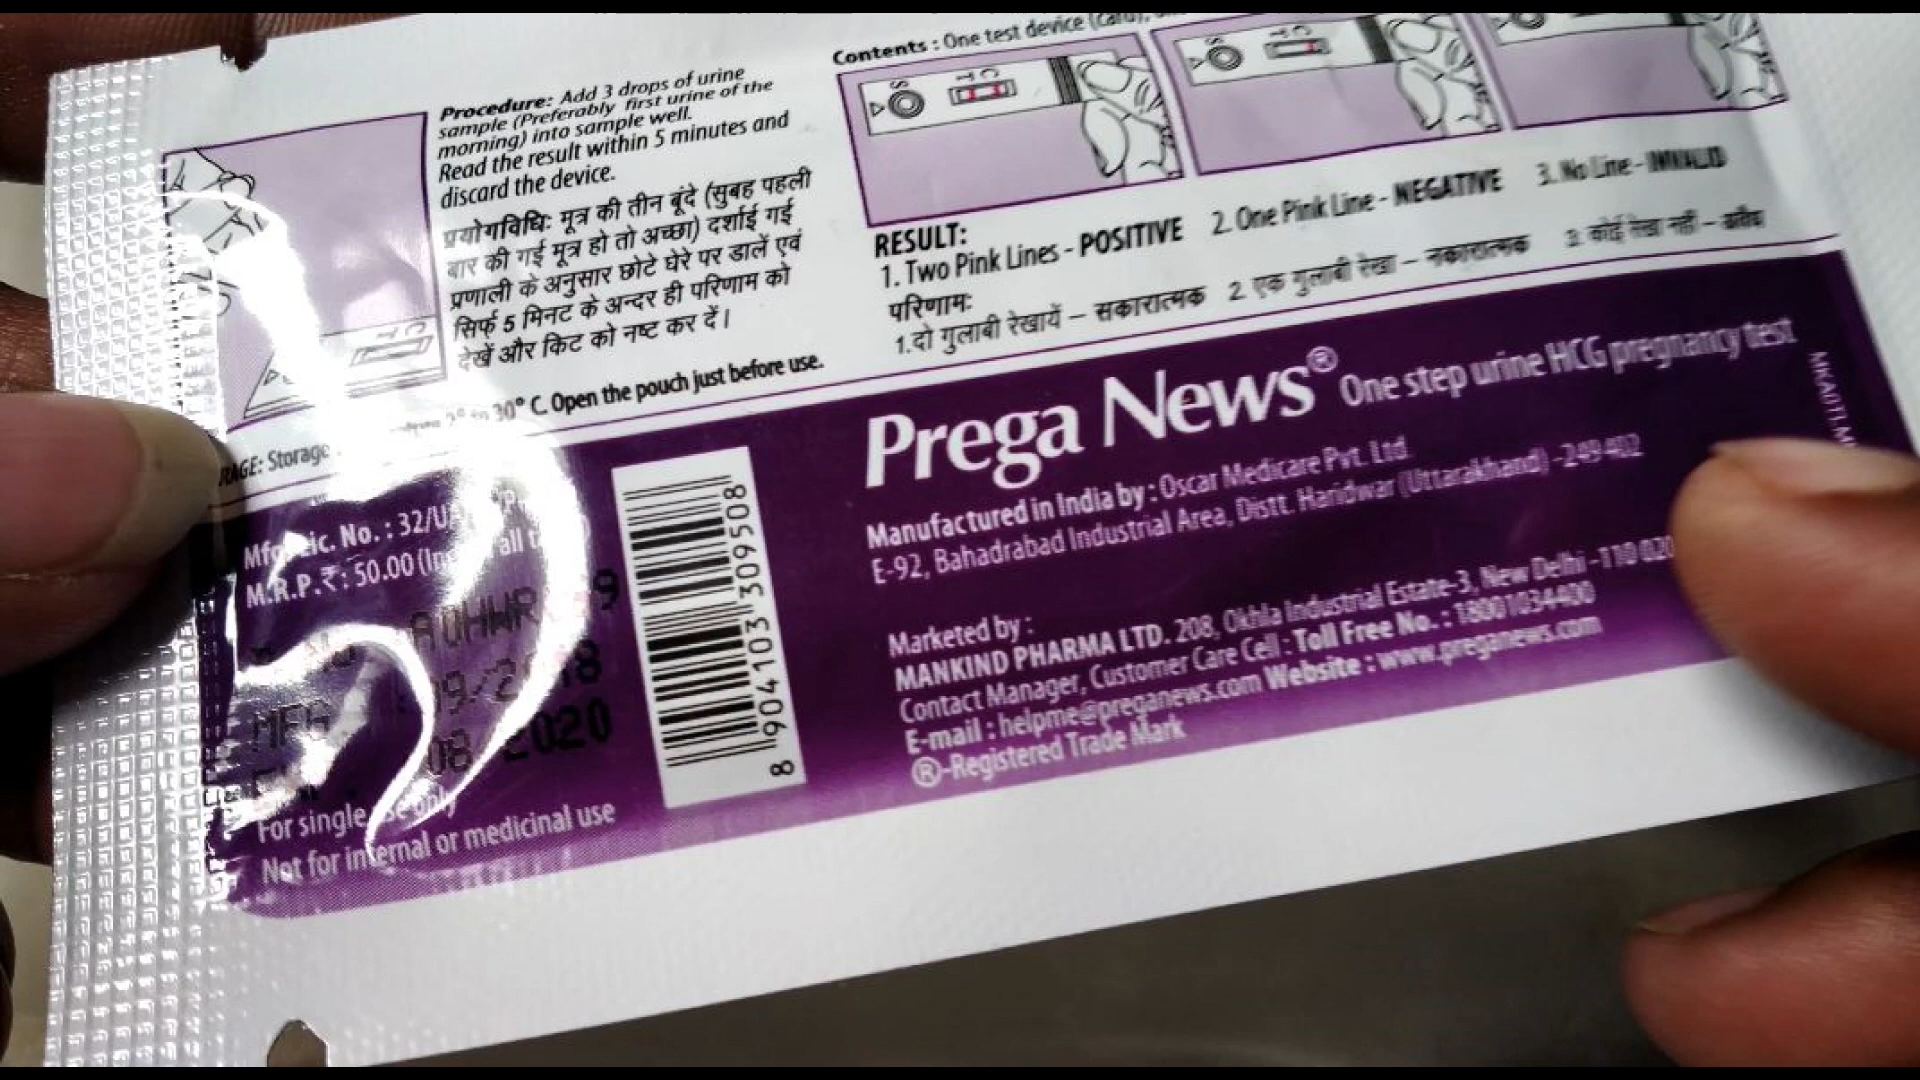 Contents : One test device (Card),
Procedure: Add 3 drops of urine
sample (Preferably first urine of the
morning) into sample well.
Read the result within 5 minutes and
discard the device.
प्रयोगविधि: मूत्र की तीन बूंदे (सुबह पहली
बार की गई मूत्र हो तो अच्छा) दर्शाई गई
प्रणाली के अनुसार छोटे घेरे पर डालें एवं
सिर्फ 5 मिनट के अन्दर ही परिणाम को
देखें और किट को नष्ट कर दें।
S T C
S T C
C T
RESULT:
1. Two Pink Lines - POSITIVE 2. One Pink Line - NEGATIVE 3. No Line - INVALID
परिणाम:
1.दो गुलाबी रेखायें – सकारात्मक 2. एक गुलाबी रेखा – नकारात्मक 3. कोई रेखा नहीं – अवैध
Storage 30° C. Open the pouch just before use.
Prega News® One step urine HCG pregnancy test
Manufactured in India by : Oscar Medicare Pvt. Ltd.
E-92, Bahadrabad Industrial Area, Distt. Haridwar (Uttarakhand) -249 402
Marketed by :
MANKIND PHARMA LTD. 208, Okhla Industrial Estate-3, New Delhi -110 020
Contact Manager, Customer Care Cell : Toll Free No. : 18001034400
E-mail : helpme@preganews.com Website : www.preganews.com
®-Registered Trade Mark
No. : 32/
M.R.P.₹ : 50.00
MFG
08 2020
For single use only
Not for internal or medicinal use
8 904103 309508